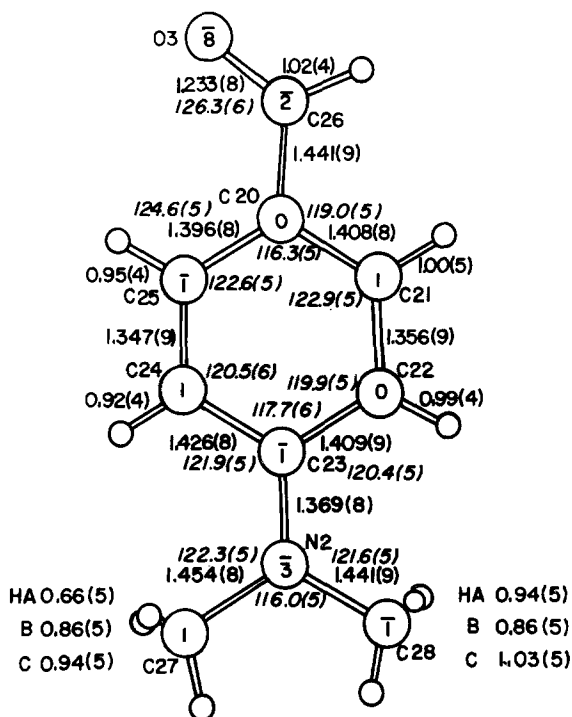 O3 8̄
1.02(4)
1.233(8)
126.3(6) 2̄
C26
1.441(9)
C20
124.6(5) 0 119.0(5)
1.396(8) 1.408(8)
116.3(5)
0.95(4) 1̄ 122.6(5) 1 1.00(5)
C25 122.9(5) C21
1.347(9) 1.356(9)
C24 120.5(6) C22
1 119.9(5) 0
0.92(4) 117.7(6) 0.99(4)
1.426(8) 1̄ 1.409(9)
121.9(5) C23 120.4(5)
1.369(8)
N2
122.3(5) 3̄ 121.6(5)
1.454(8) 1.441(9)
116.0(5)
HA 0.66(5) HA 0.94(5)
B 0.86(5) 1 1̄ B 0.86(5)
C 0.94(5) C27 C28 C 1.03(5)